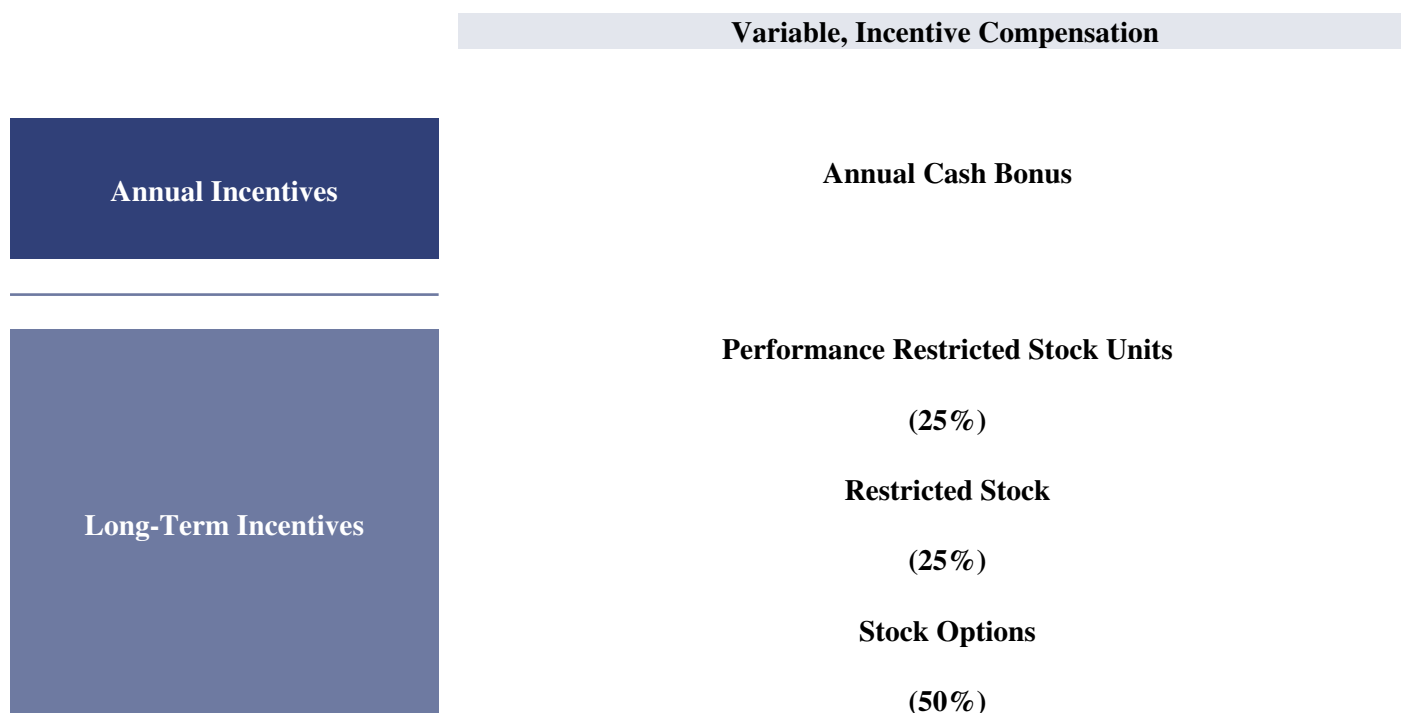 Variable, Incentive Compensation
Annual Incentives
Annual Cash Bonus
Long-Term Incentives
Performance Restricted Stock Units
(25%)
Restricted Stock
(25%)
Stock Options
(50%)